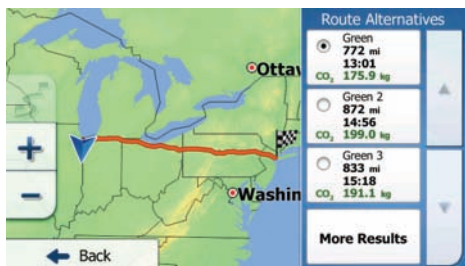 Route Alternatives
Green
772 mi
13:01
CO2 175.9 kg
Green 2
872 mi
14:56
CO2 199.0 kg
Green 3
833 mi
15:18
CO2 191.1 kg
More Results
Ottav
Washin
+
−
Back